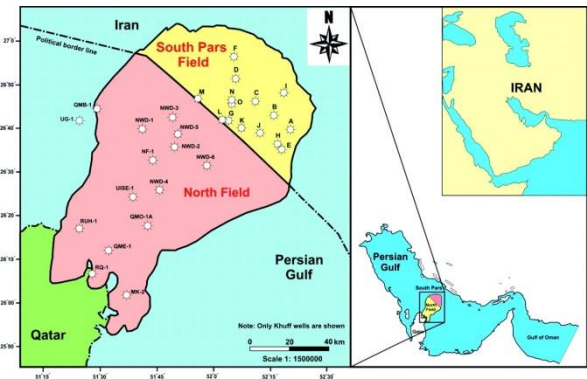 Iran
Political border line
South Pars
Field
N
S
F
D
I
M
N
O
C
B
L
G
K
J
A
H
E
QMB-1
UG-1
NWD-1
NWD-3
NWD-5
NWD-2
NF-1
NWD-6
UISE-1
NWD-4
North Field
RUH-1
QMO-1A
QME-1
RQ-1
MK-2
Persian
Gulf
Qatar
Note: Only Khuff wells are shown
0 20 40 km
Scale 1: 1500000
27'0
26'50
26'40
26'30
26'20
26'10
26'00
25'00
51'15
51'30
51'45
52'0
52'15
52'35
IRAN
Persian
Gulf
South Pars
North
Field
Gulf of Oman